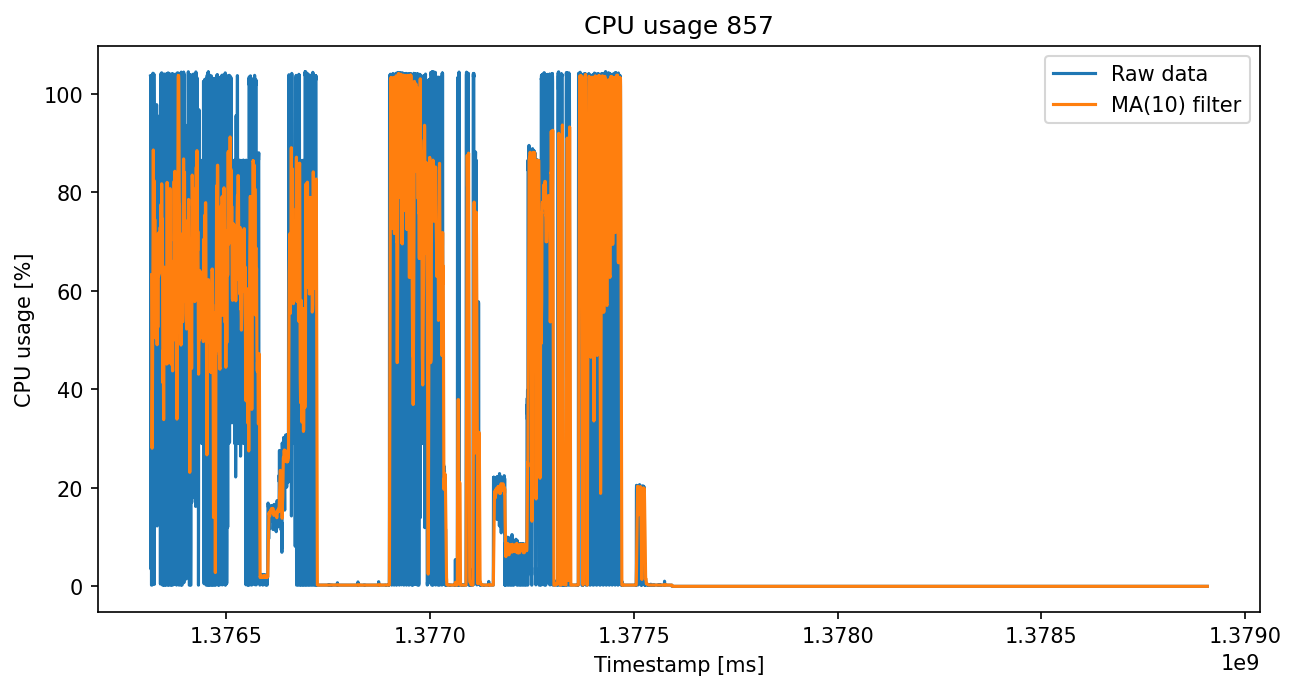 CPU usage 857
Raw data
MA(10) filter
CPU usage [%]
100
80
60
40
20
0
1.3765
1.3770
1.3775
1.3780
1.3785
1.3790
1e9
Timestamp [ms]